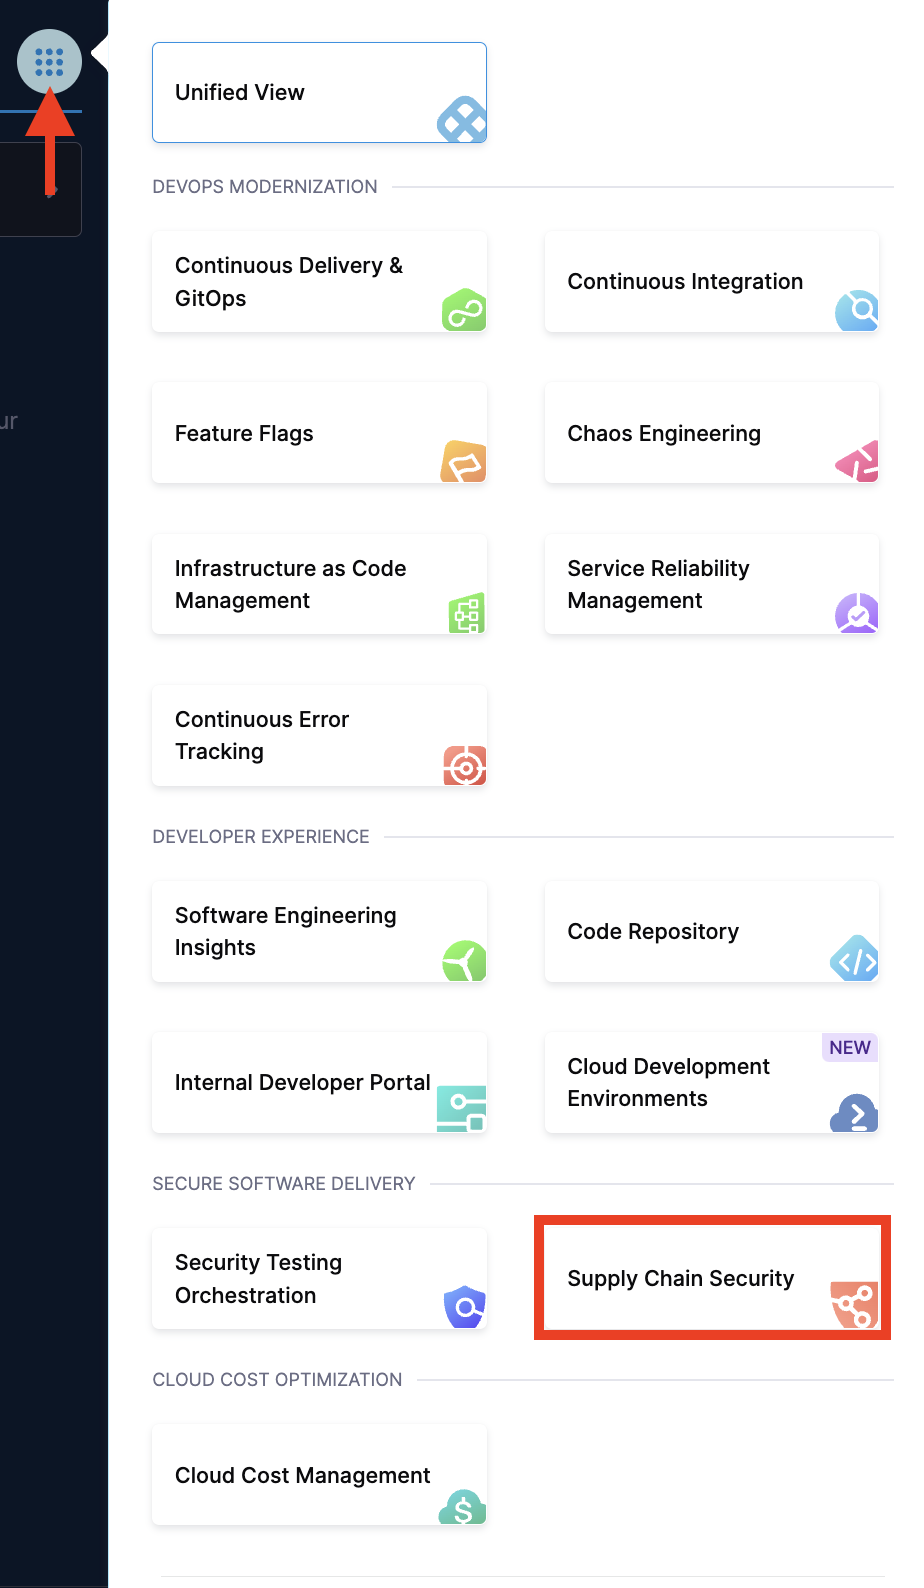 Unified View
DEVOPS MODERNIZATION
Continuous Delivery &
GitOps
Continuous Integration
Feature Flags
Chaos Engineering
ur
Infrastructure as Code
Management
Service Reliability
Management
Continuous Error
Tracking
DEVELOPER EXPERIENCE
Software Engineering
Insights
Code Repository
Internal Developer Portal
NEW
Cloud Development
Environments
SECURE SOFTWARE DELIVERY
Security Testing
Orchestration
Supply Chain Security
CLOUD COST OPTIMIZATION
Cloud Cost Management